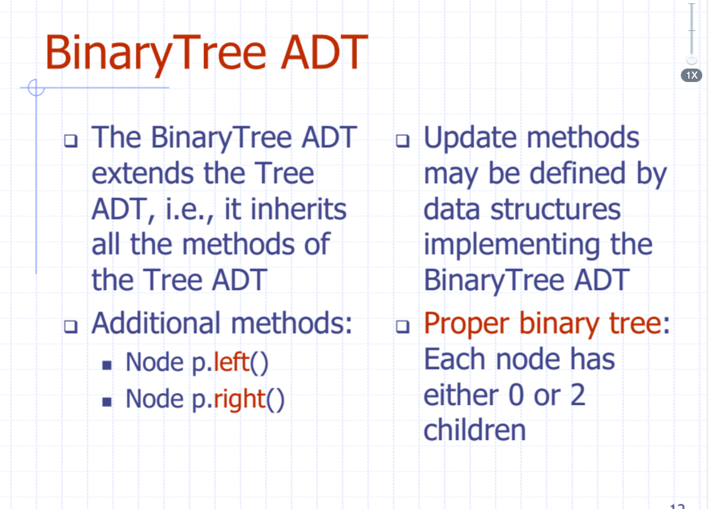 BinaryTree ADT
1X
The BinaryTree ADT
extends the Tree
ADT, i.e., it inherits
all the methods of
the Tree ADT
Additional methods:
Node p.left()
Node p.right()
Update methods
may be defined by
data structures
implementing the
BinaryTree ADT
Proper binary tree:
Each node has
either 0 or 2
children